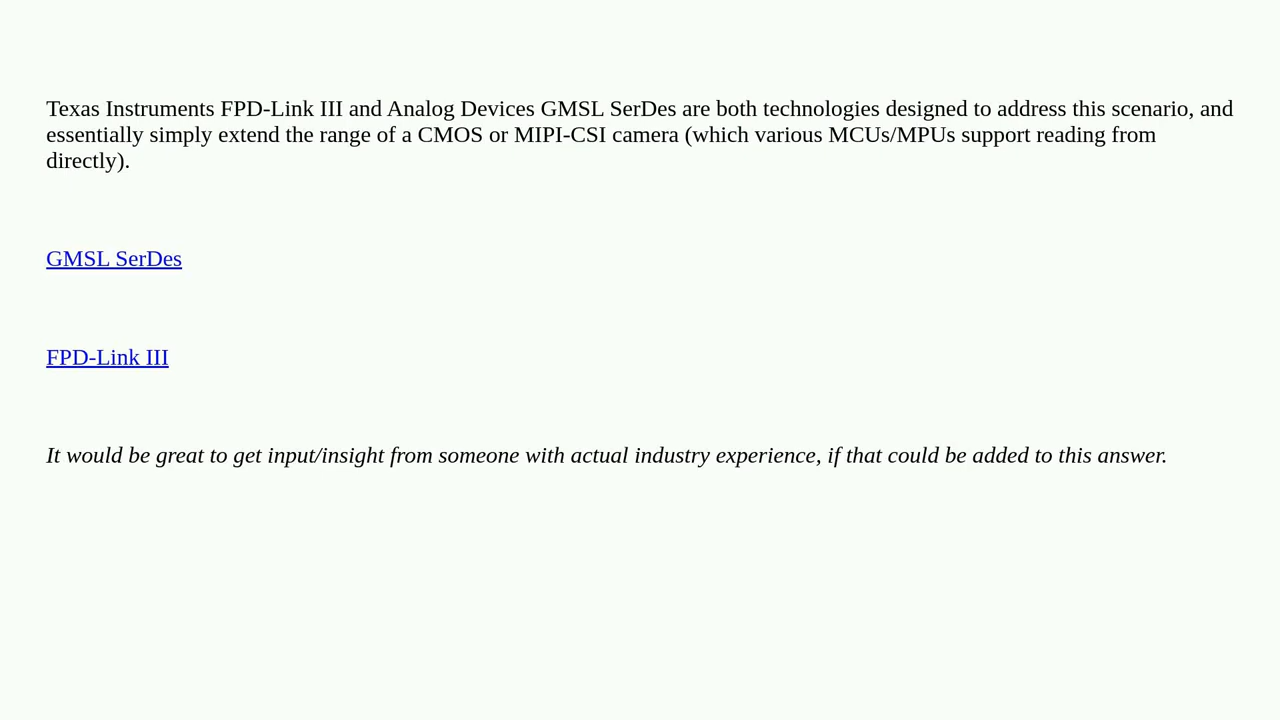 Texas Instruments FPD-Link III and Analog Devices GMSL SerDes are both technologies designed to address this scenario, and
essentially simply extend the range of a CMOS or MIPI-CSI camera (which various MCUs/MPUs support reading from
directly).
GMSL SerDes
FPD-Link III
It would be great to get input/insight from someone with actual industry experience, if that could be added to this answer.